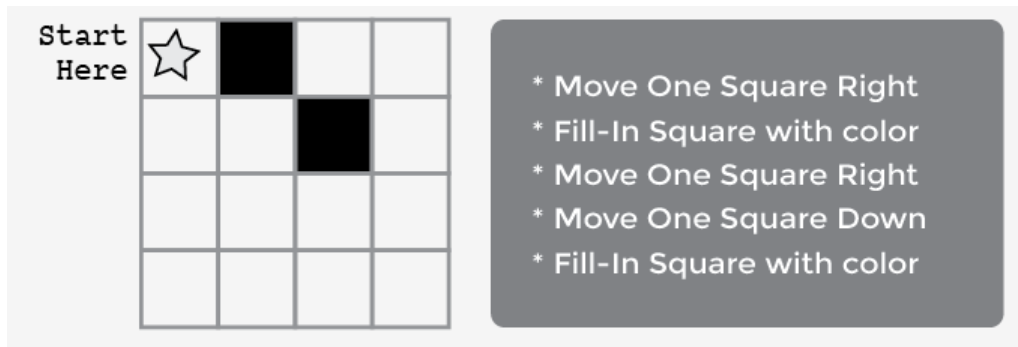 Start
Here
* Move One Square Right
* Fill-In Square with color
* Move One Square Right
* Move One Square Down
* Fill-In Square with color